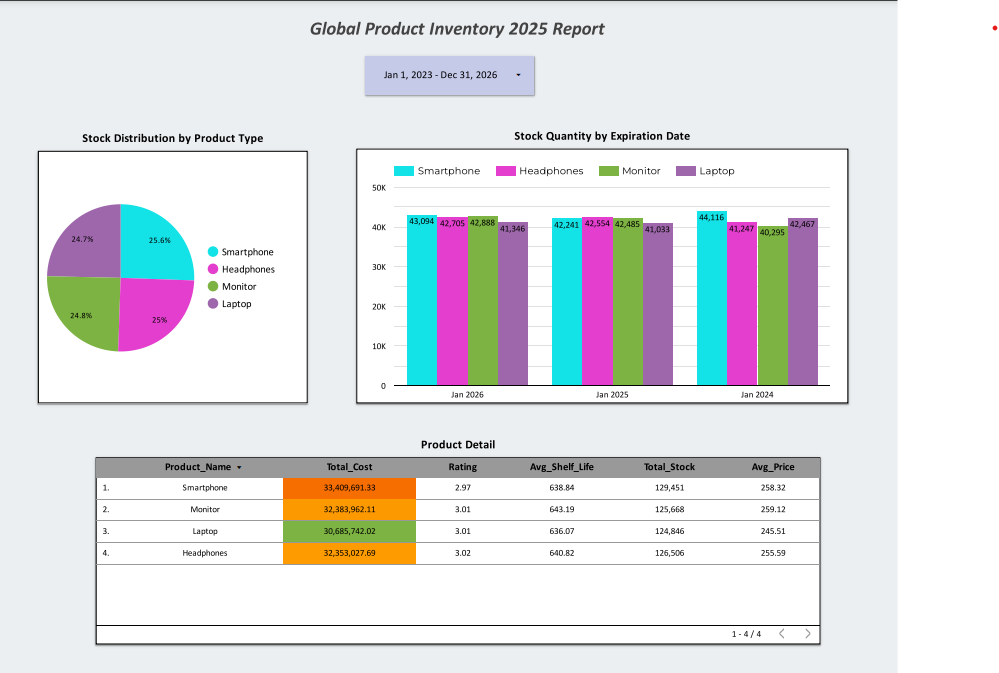 Global Product Inventory 2025 Report
Jan 1, 2023 - Dec 31, 2026
Stock Distribution by Product Type
24.7%
25.6%
24.8%
25%
Smartphone
Headphones
Monitor
Laptop
Stock Quantity by Expiration Date
Smartphone Headphones Monitor Laptop
50K
40K
30K
20K
10K
0
43,094 42,705 42,888 41,346
42,241 42,554 42,485 41,033
44,116 41,247 40,295 42,467
Jan 2026 Jan 2025 Jan 2024
Product Detail
Product_Name Total_Cost Rating Avg_Shelf_Life Total_Stock Avg_Price
1. Smartphone 33,409,691.33 2.97 638.84 129,451 258.32
2. Monitor 32,383,962.11 3.01 643.19 125,668 259.12
3. Laptop 30,685,742.02 3.01 636.07 124,846 245.51
4. Headphones 32,353,027.69 3.02 640.82 126,506 255.59
1 - 4 / 4